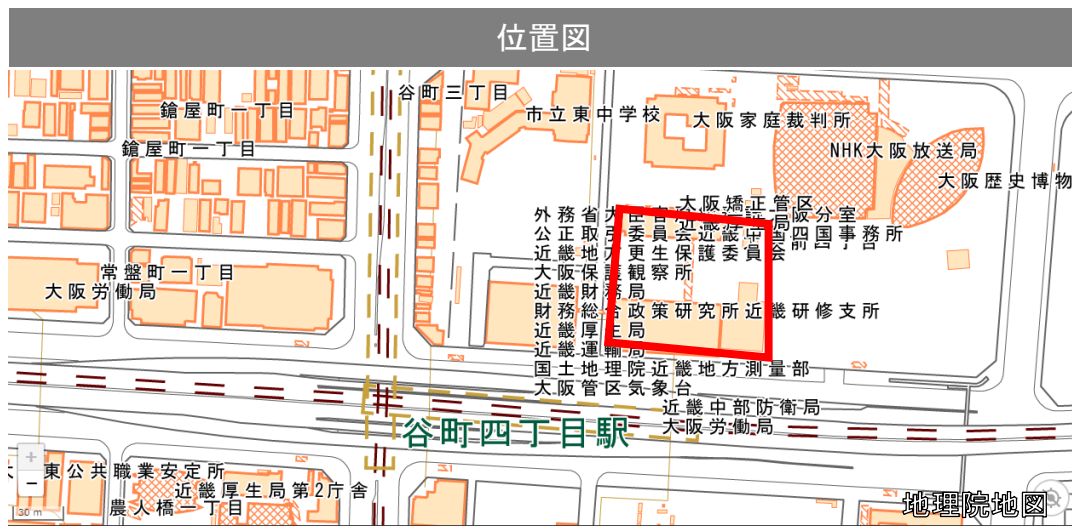 位置図
谷町三丁目
鎗屋町一丁目
市立東中学校
大阪家庭裁判所
鎗屋町一丁目
NHK大阪放送局
大阪歴史博物
大阪矯正管区
公正取引委員会近畿中国四国事務所
近畿地方更生保護委員会
常盤町一丁目
大阪保護観察所
大阪労働局
近畿財務局
財務総合政策研究所近畿研修支所
近畿厚生局
近畿運輸局
国土地理院近畿地方測量部
大阪管区気象台
近畿中部防衛局
大阪労働局
谷町四丁目駅
東公共職業安定所
近畿厚生局第2庁舎
農人橋一丁目
30 m
地理院地図